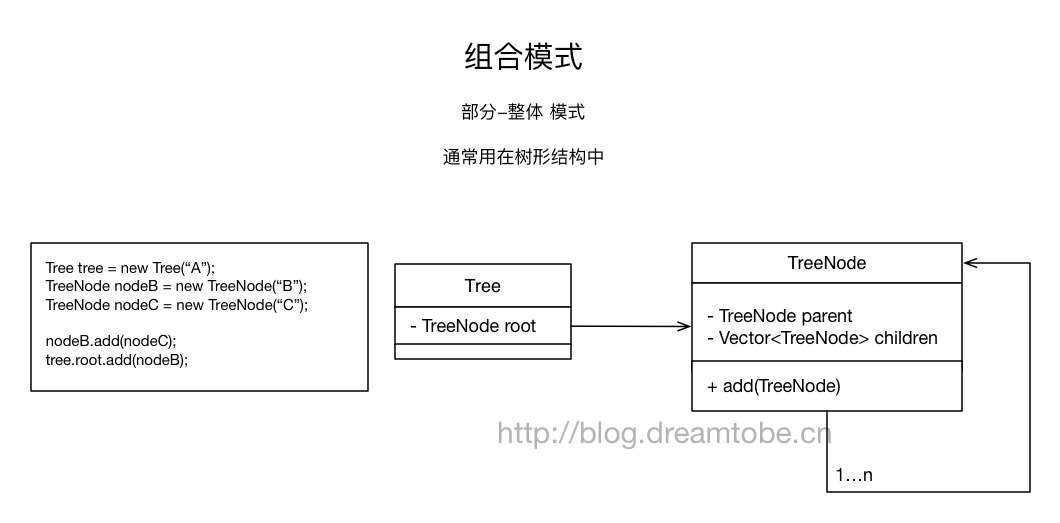 组合模式
部分-整体 模式
通常用在树形结构中
Tree tree = new Tree(“A”);
TreeNode nodeB = new TreeNode(“B”);
TreeNode nodeC = new TreeNode(“C”);
nodeB.add(nodeC);
tree.root.add(nodeB);
Tree
- TreeNode root
TreeNode
- TreeNode parent
- Vector<TreeNode> children
+ add(TreeNode)
http://blog.dreamtobe.cn
1...n